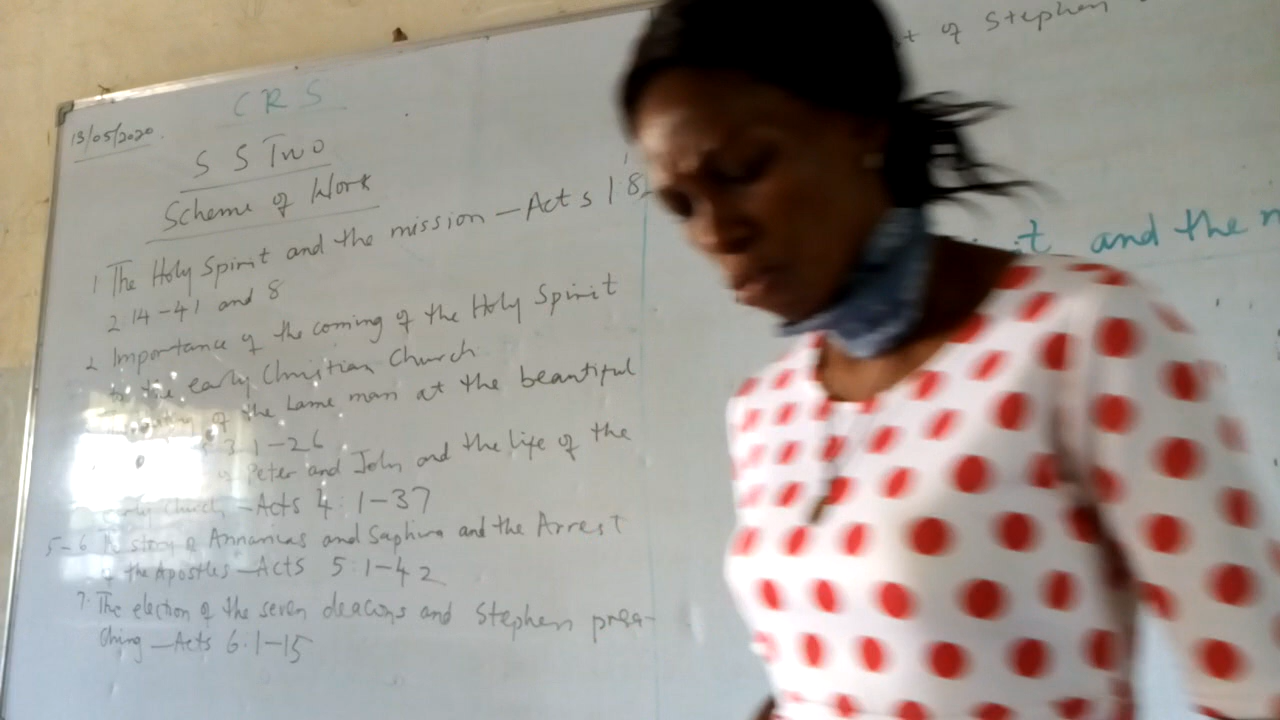 CRS
13/05/2020
S S Two
Scheme of Work
1 The Holy Spirit and the mission - Acts 1 8
2 14-41 and 8
2 Importance of the coming of the Holy Spirit
to the early Christian Church
of the Lame man at the beautiful
3 1-26
Peter and John and the life of the
early church - Acts 4:1-37
5-6 story of Annanias and Saphira and the Arrest
of the Apostles - Acts 5:1-42
7. The election of the seven deacons and Stephen prea-
ching - Acts 6:1-15
of Stephen
and the